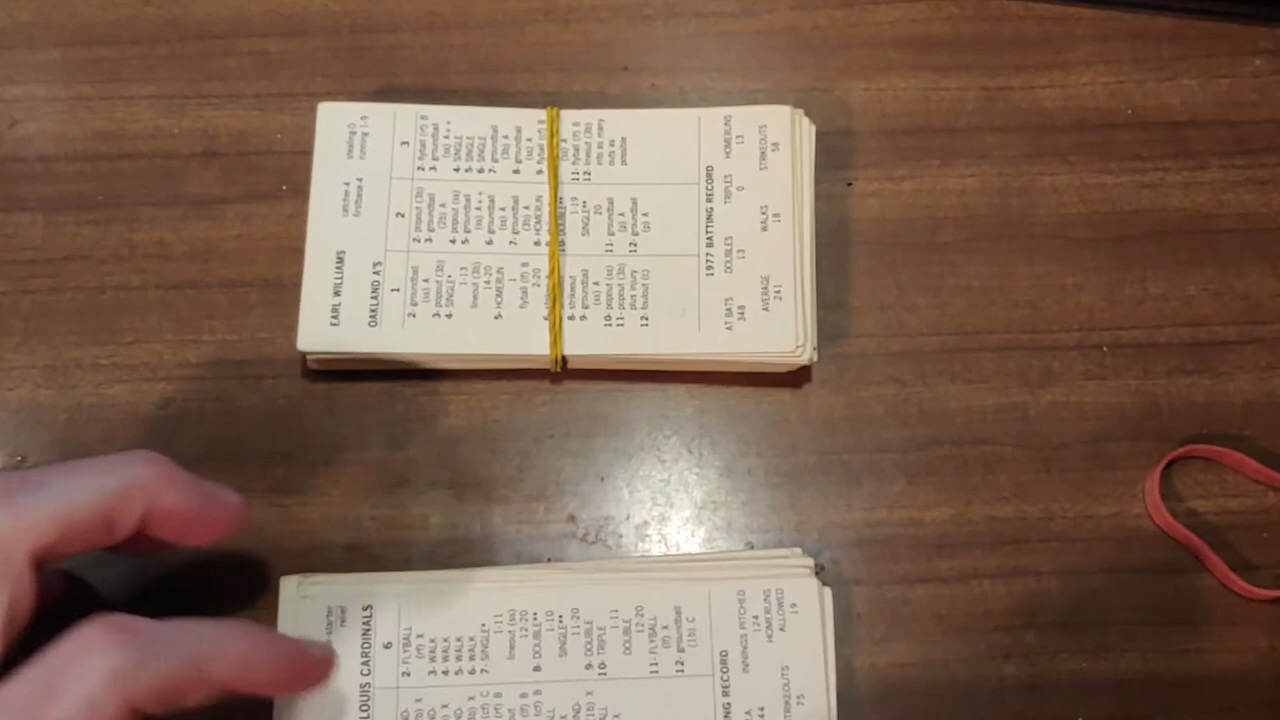 EARL WILLIAMS
catcher-4
stealing-D
firstbase-4
running 1-9
OAKLAND A'S
1
2
3
2- groundball
(ss) A
3- popout (3b)
4- SINGLE*
1-13
lineout (3b)
14-20
5- HOMERUN
1
flyball (lf) B
2-20
8- strikeout
9- groundball
(ss) A
10- popout (ss)
11- popout (3b)
plus injury
12- foulout (c)
2- popout (3b)
3- groundball
(2b) A
4- popout (ss)
5- groundball
(ss) A++
6- groundball
(ss) A
7- groundball
(3b) A
8- HOMERUN
10- DOUBLE**
1-19
SINGLE**
20
11- groundball
(p) A
12- groundball
(p) A
2- flyball (rf) B
3- groundball
(ss) A++
4- SINGLE
5- SINGLE
6- SINGLE
7- groundball
(3b) A
8- groundball
(ss) A
9- flyball (cf) B
(ss) A
11- flyball (lf) B
12- lineout (3b)
into as many
outs as
possible
1977 BATTING RECORD
AT BATS DOUBLES TRIPLES HOMERUNS
348 13 0 13
AVERAGE WALKS STRIKEOUTS
.241 18 58
-starter
relief
LOUIS CARDINALS
6
2- FLYBALL
(rf) X
3- WALK
4- WALK
5- WALK
6- WALK
7- SINGLE*
1-11
lineout (ss)
12-20
8- DOUBLE**
1-10
SINGLE**
11-20
9- DOUBLE
10- TRIPLE
1-11
DOUBLE
12-20
11- FLYBALL
(lf) X
12- groundball
(1b) C
NG RECORD
INNINGS PITCHED
124
HOMERUNS
ALLOWED
19
STRIKEOUTS
75